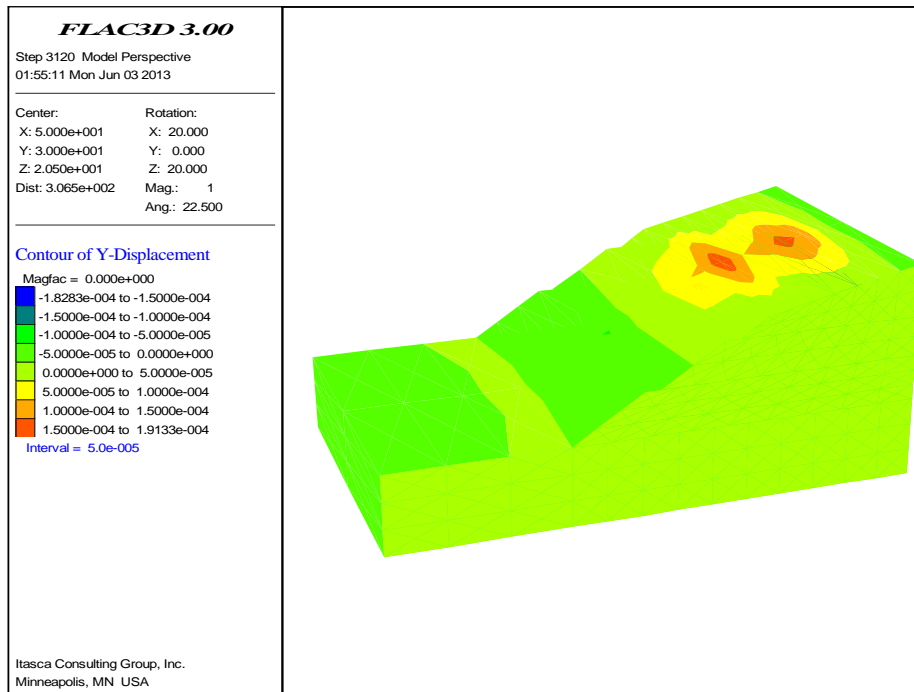 FLAC3D 3.00
Step 3120 Model Perspective
01:55:11 Mon Jun 03 2013
Center: Rotation:
X: 5.000e+001 X: 20.000
Y: 3.000e+001 Y: 0.000
Z: 2.050e+001 Z: 20.000
Dist: 3.065e+002 Mag.: 1
Ang.: 22.500
Contour of Y-Displacement
Magfac = 0.000e+000
-1.8283e-004 to -1.5000e-004
-1.5000e-004 to -1.0000e-004
-1.0000e-004 to -5.0000e-005
-5.0000e-005 to 0.0000e+000
0.0000e+000 to 5.0000e-005
5.0000e-005 to 1.0000e-004
1.0000e-004 to 1.5000e-004
1.5000e-004 to 1.9133e-004
Interval = 5.0e-005
Itasca Consulting Group, Inc.
Minneapolis, MN USA